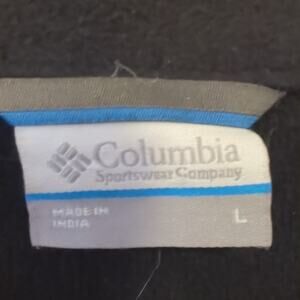 Columbia
Sportswear Company
MADE IN
INDIA
L